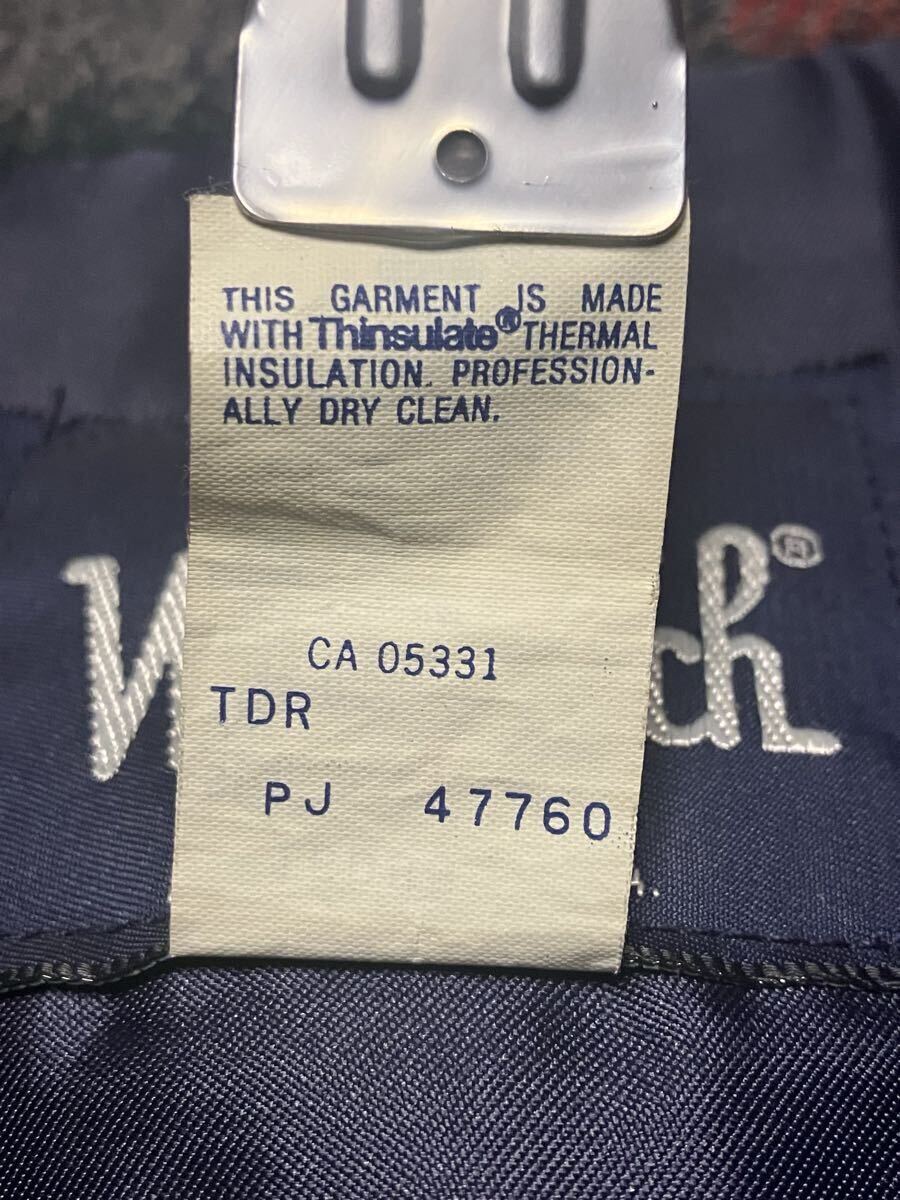 THIS GARMENT IS MADE
WITH Thinsulate® THERMAL
INSULATION. PROFESSION-
ALLY DRY CLEAN.
CA 05331
TDR
PJ 47760